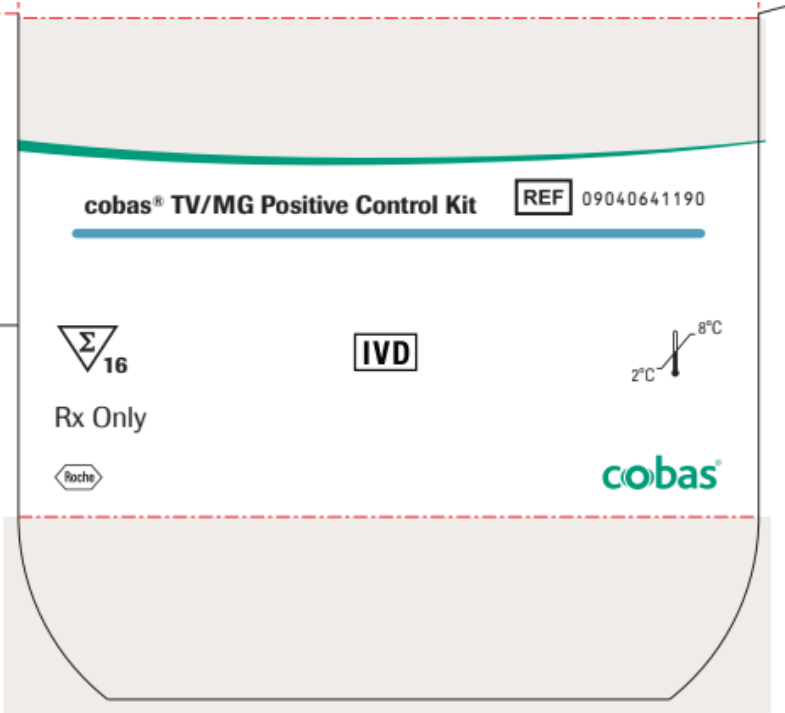 cobas® TV/MG Positive Control Kit REF 09040641190
Σ 16
IVD
8°C
2°C
Rx Only
Roche
cobas®